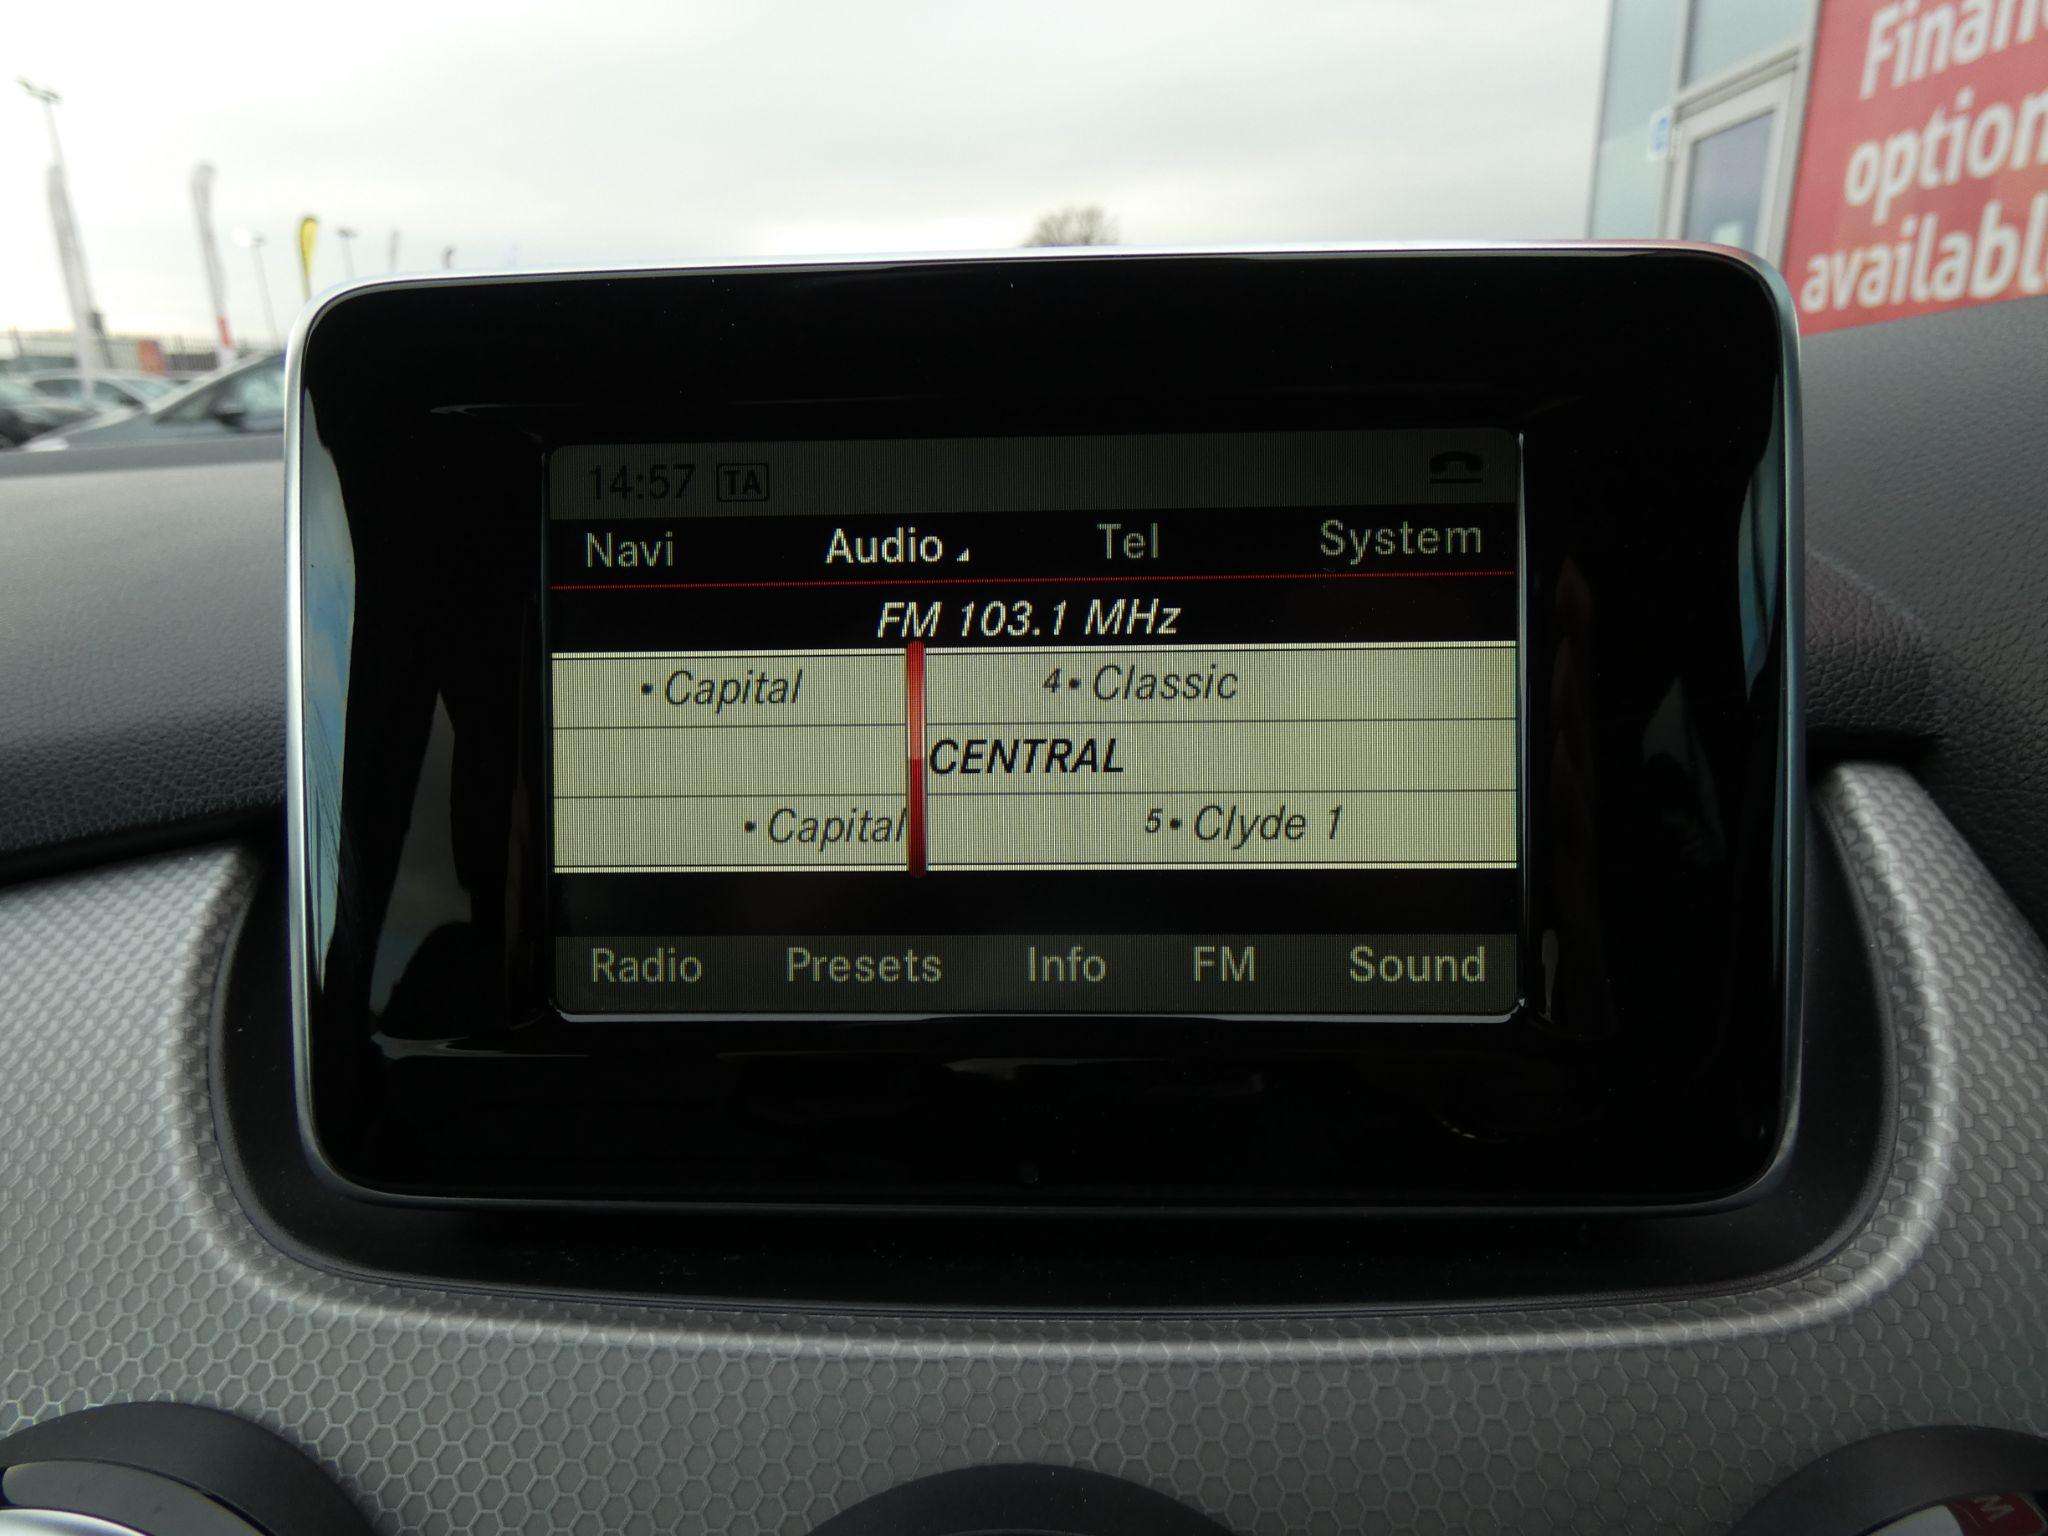 Finan
option
availabl
14:57 TA
Navi Audio Tel System
FM 103.1 MHz
• Capital 4• Classic
CENTRAL
• Capital 5• Clyde 1
Radio Presets Info FM Sound
M